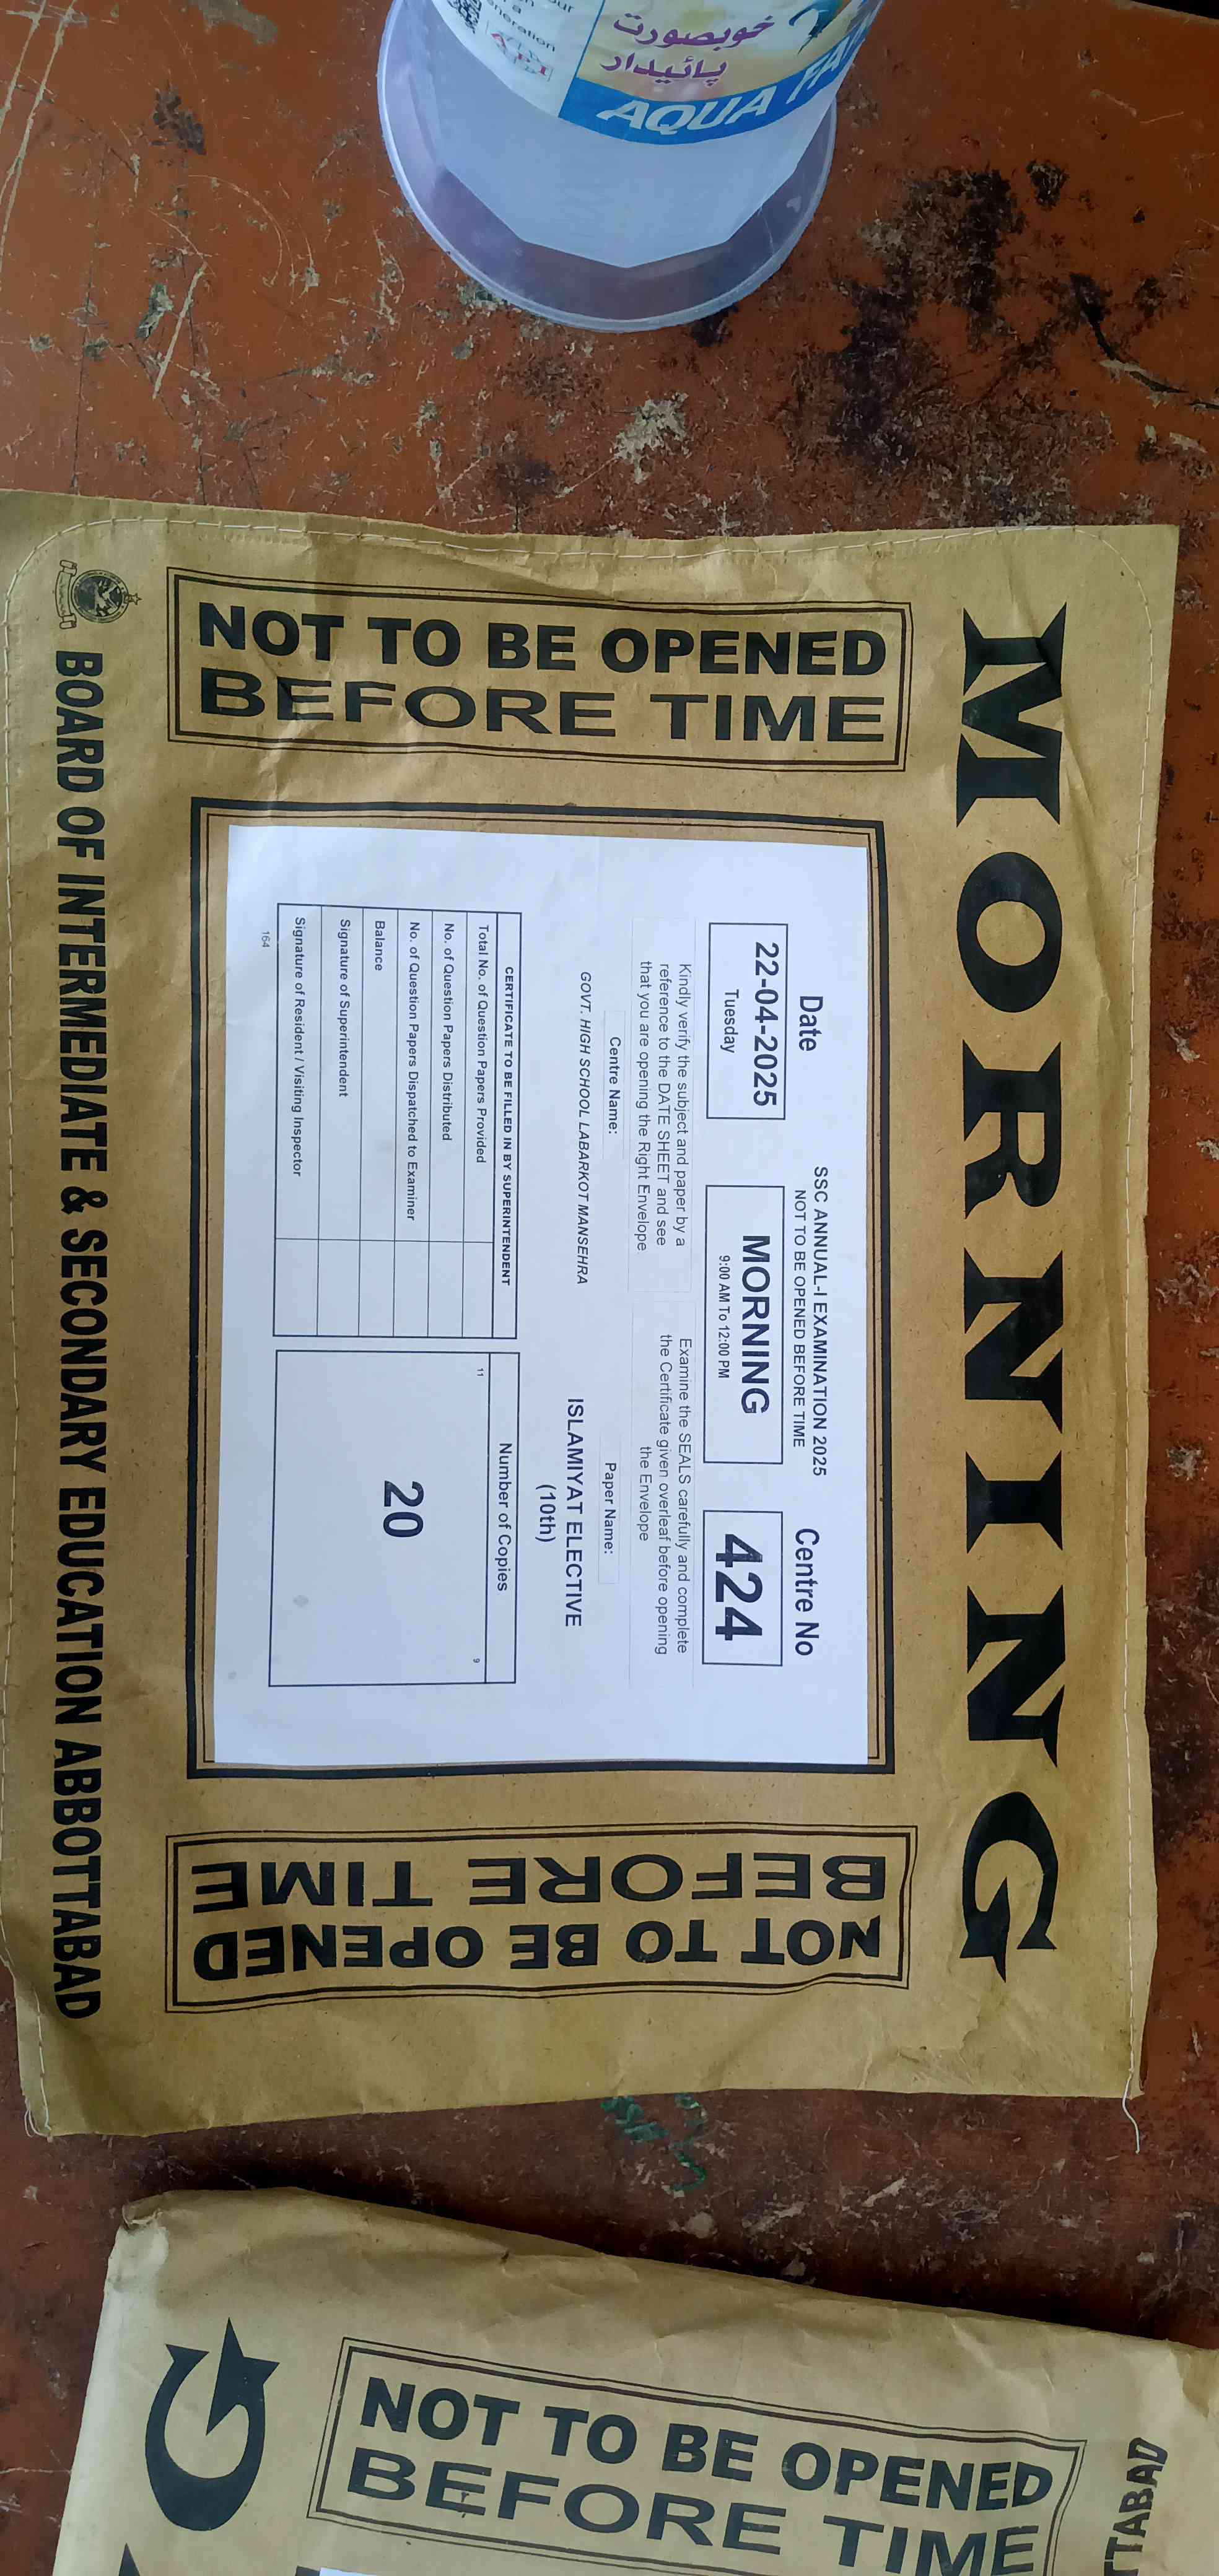 خوبصورت
پائیدار
AQUA
MORNING
NOT TO BE OPENED
BEFORE TIME
SSC ANNUAL-I EXAMINATION 2025
NOT TO BE OPENED BEFORE TIME
Date
22-04-2025
Tuesday
MORNING
9:00 AM To 12:00 PM
Centre No
424
Kindly verify the subject and paper by a
reference to the DATE SHEET and see
that you are opening the Right Envelope
Examine the SEALS carefully and complete
the Certificate given overleaf before opening
the Envelope
Centre Name:
GOVT. HIGH SCHOOL LABARKOT MANSEHRA
Paper Name:
ISLAMIYAT ELECTIVE
(10th)
CERTIFICATE TO BE FILLED IN BY SUPERINTENDENT
Total No. of Question Papers Provided
No. of Question Papers Distributed
No. of Question Papers Dispatched to Examiner
Balance
Signature of Superintendent
Signature of Resident / Visiting Inspector
164
Number of Copies
11
9
20
NOT TO BE OPENED
BEFORE TIME
BOARD OF INTERMEDIATE & SECONDARY EDUCATION ABBOTTABAD
G
NOT TO BE OPENED
BEFORE TIME
TTABAD